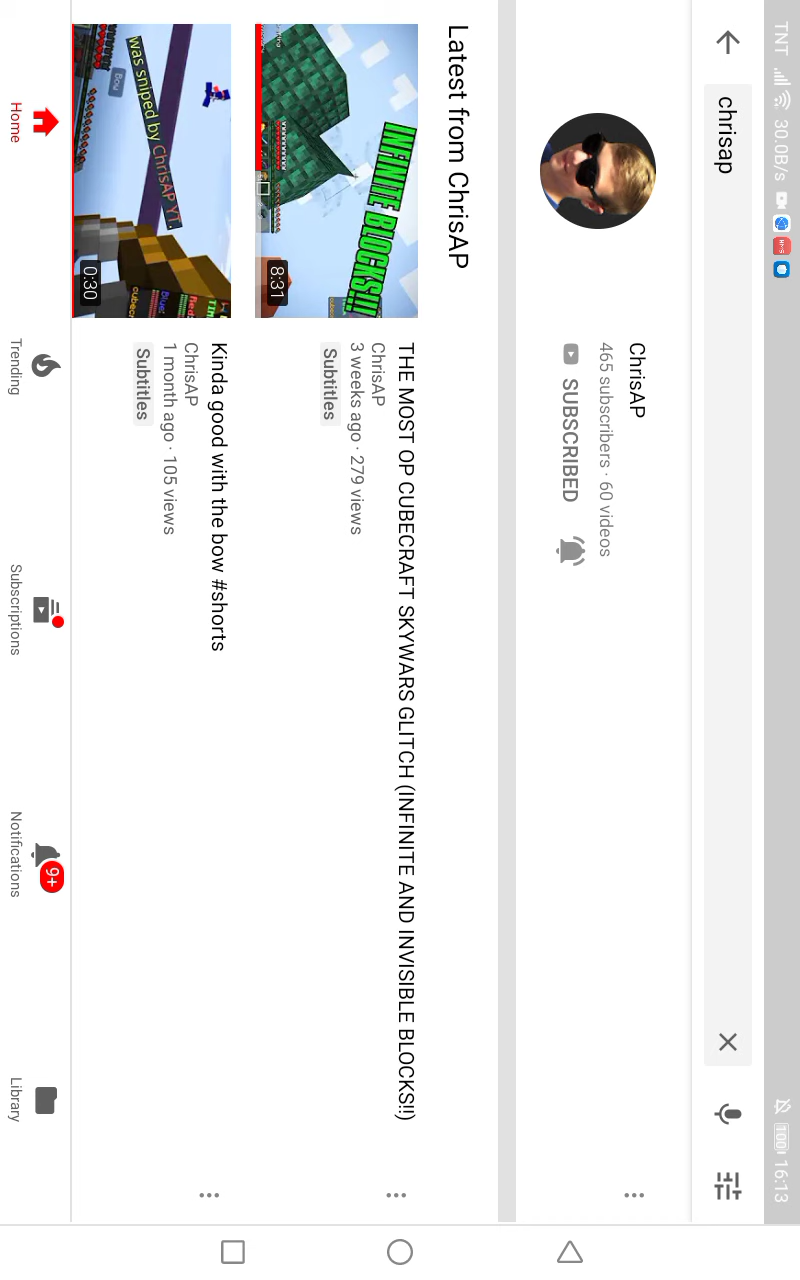 TNT 30.0B/s 100 16:13
chrisap
ChrisAP
465 subscribers · 60 videos
SUBSCRIBED
Latest from ChrisAP
INFINITE BLOCKS!!!
8:31
THE MOST OP CUBECRAFT SKYWARS GLITCH (INFINITE AND INVISIBLE BLOCKS!!)
ChrisAP
3 weeks ago · 279 views
Subtitles
was sniped by ChrisAP YT.
0:30
Kinda good with the bow #shorts
ChrisAP
1 month ago · 105 views
Subtitles
Home
Trending
Subscriptions
9+
Notifications
Library